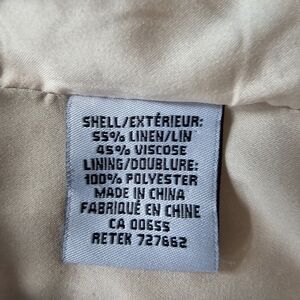 SHELL/EXTÉRIEUR:
55% LINEN/LIN
45% VISCOSE
LINING/DOUBLURE:
100% POLYESTER
MADE IN CHINA
FABRIQUÉ EN CHINE
CA 00655
RETEK 727662